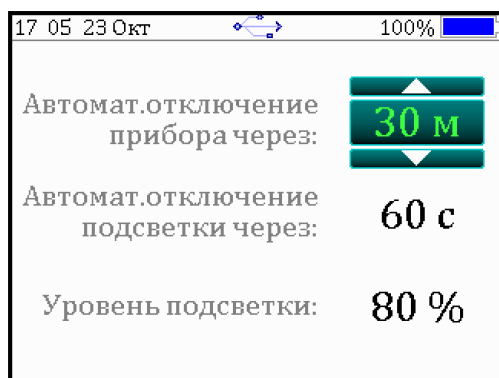 17 05 23 Окт 100%
Автомат.отключение
прибора через: 30 м
Автомат.отключение
подсветки через: 60 с
Уровень подсветки: 80 %